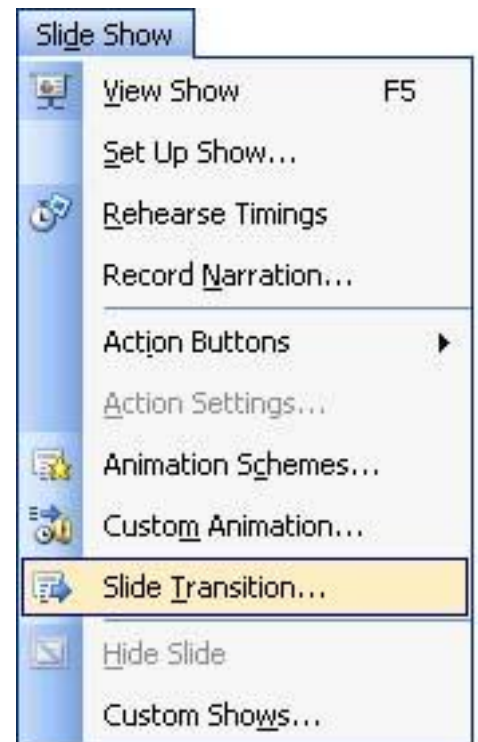 Slide Show
View Show F5
Set Up Show...
Rehearse Timings
Record Narration...
Action Buttons
Action Settings...
Animation Schemes...
Custom Animation...
Slide Transition...
Hide Slide
Custom Shows...